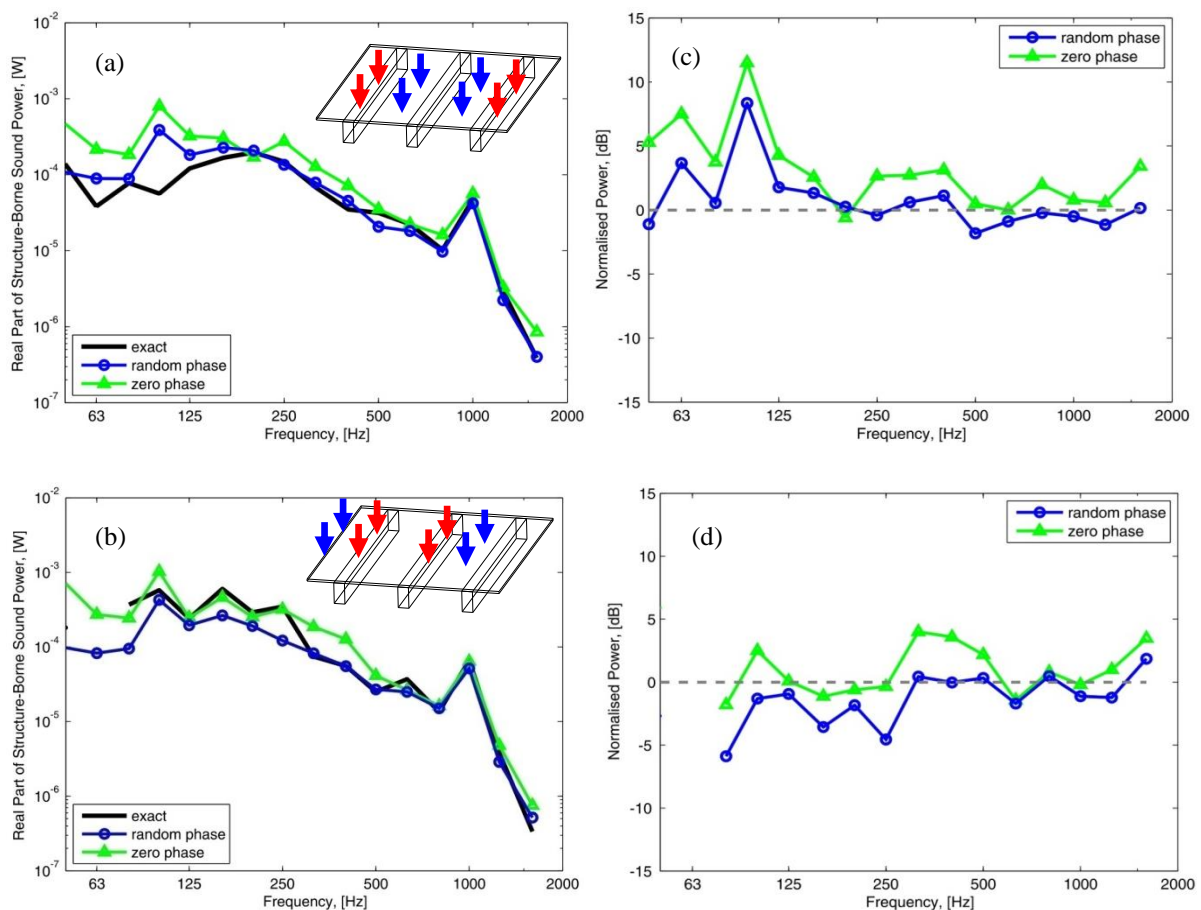 (a)
Real Part of Structure-Borne Sound Power, [W]
10-2
10-3
10-4
10-5
10-6
10-7
exact
random phase
zero phase
63 125 250 500 1000 2000
Frequency, [Hz]
(c)
Normalised Power, [dB]
15
10
5
0
-5
-10
-15
random phase
zero phase
63 125 250 500 1000 2000
Frequency, [Hz]
(b)
Real Part of Structure-Borne Sound Power, [W]
10-2
10-3
10-4
10-5
10-6
10-7
exact
random phase
zero phase
63 125 250 500 1000 2000
Frequency, [Hz]
(d)
Normalised Power, [dB]
15
10
5
0
-5
-10
-15
random phase
zero phase
63 125 250 500 1000 2000
Frequency, [Hz]